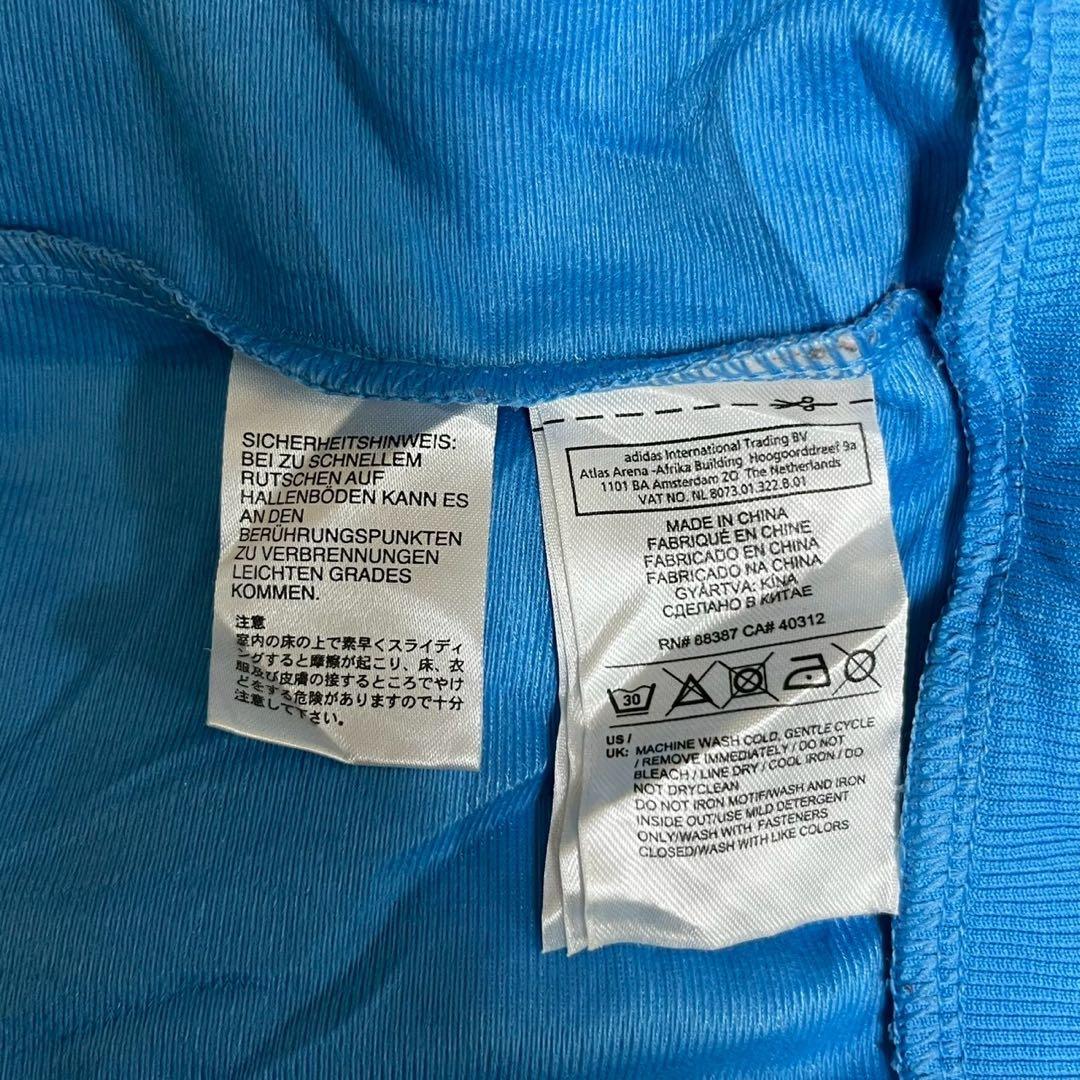 SICHERHEITSHINWEIS:
BEI ZU SCHNELLEM
RUTSCHEN AUF
HALLENBÖDEN KANN ES
AN DEN
BERÜHRUNGSPUNKTEN
ZU VERBRENNUNGEN
LEICHTEN GRADES
KOMMEN.
注意
室内の床の上で素早くスライディ
ングすると摩擦が起こり、床、衣
服及び皮膚の接するところでやけ
どをする危険がありますので十分
注意して下さい。
adidas International Trading BV
Atlas Arena -Afrika Building Hoogoorddreef 9a
1101 BA Amsterdam ZO The Netherlands
VAT NO. NL 8073.01.322.B.01
MADE IN CHINA
FABRIQUÉ EN CHINE
FABRICADO EN CHINA
FABRICADO NA CHINA
GYÁRTVA: KÍNA
СДЕЛАНО В КИТАЕ
RN# 88387 CA# 40312
30
US /
UK: MACHINE WASH COLD, GENTLE CYCLE
/ REMOVE IMMEDIATELY / DO NOT
BLEACH / LINE DRY / COOL IRON / DO
NOT DRYCLEAN
DO NOT IRON MOTIF/WASH AND IRON
INSIDE OUT/USE MILD DETERGENT
ONLY/WASH WITH FASTENERS
CLOSED/WASH WITH LIKE COLORS